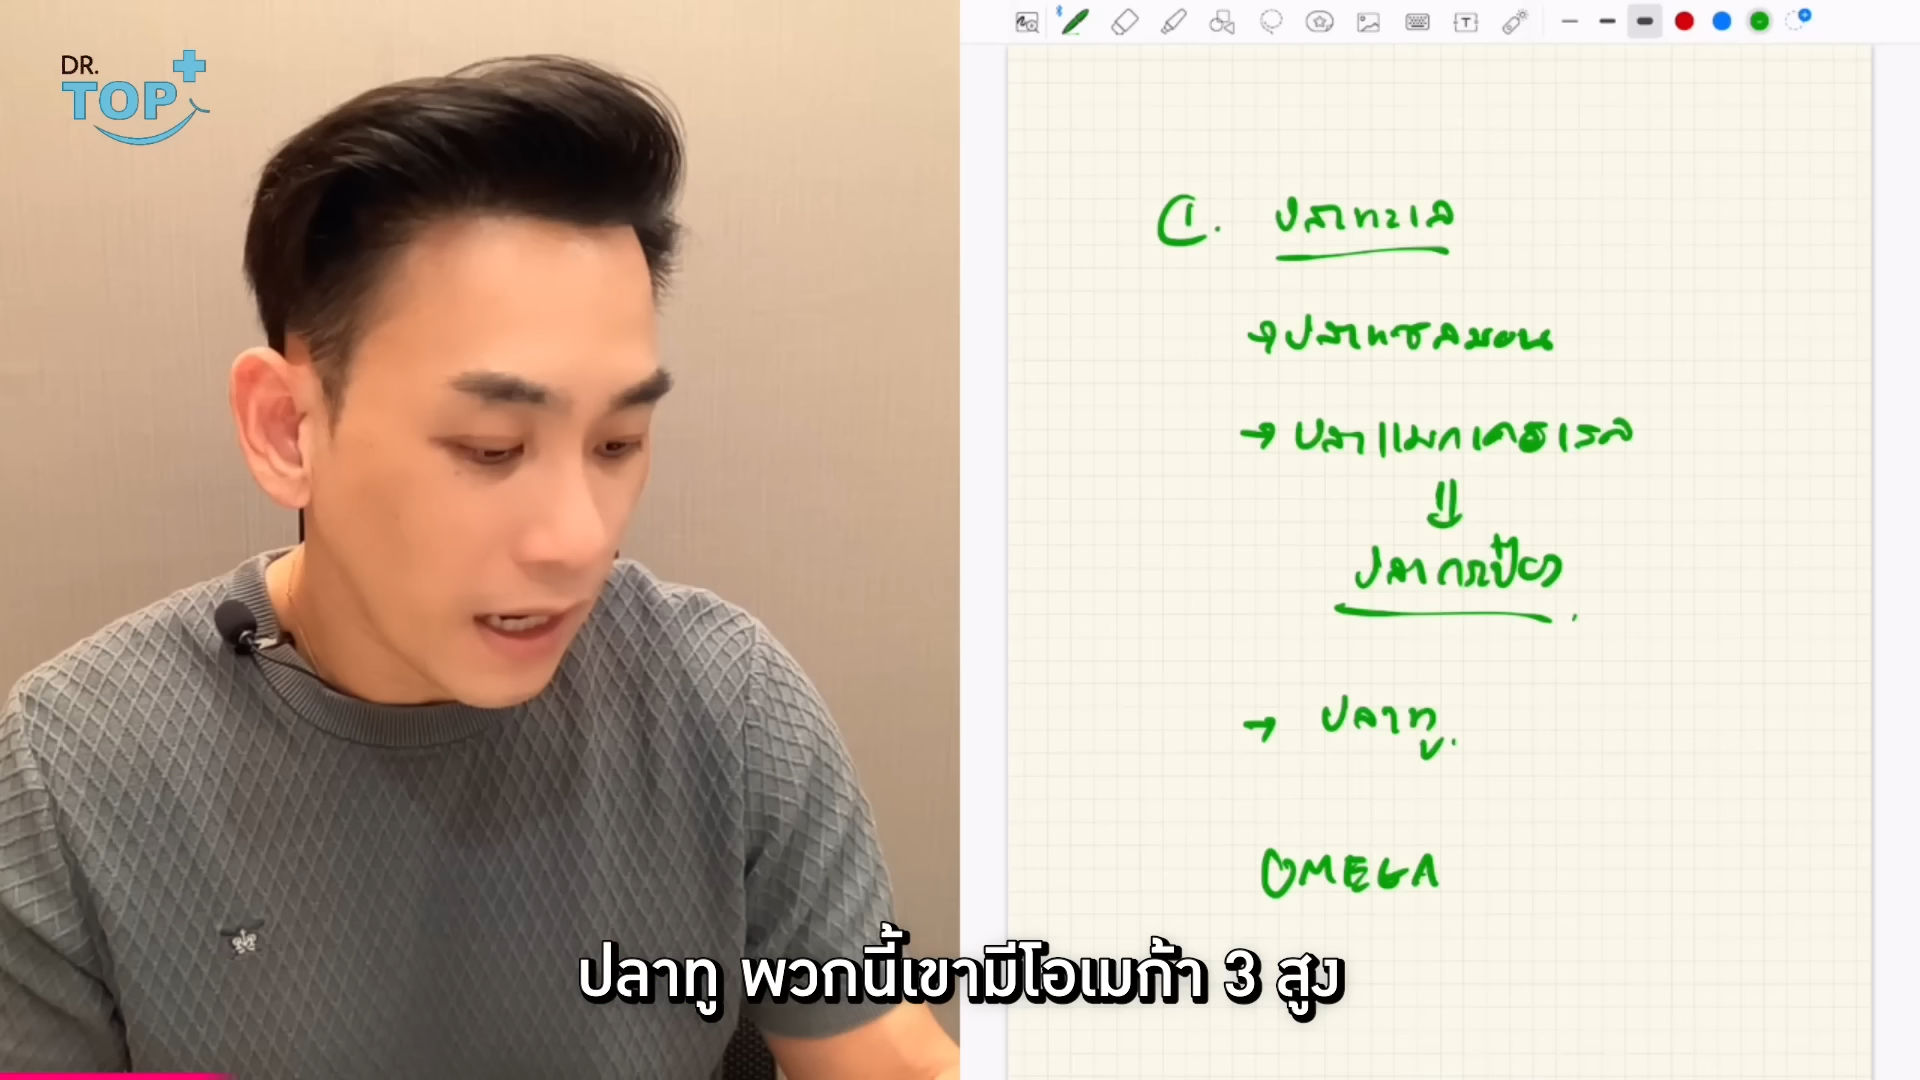 DR.
TOP
1. ปลาทะเล
→ ปลาแซลมอน
→ ปลาแมกเคอเรล
⇓
ปลากระป๋อง
→ ปลาทู
OMEGA
ปลาทู พวกนี้เขามีโอเมก้า 3 สูง